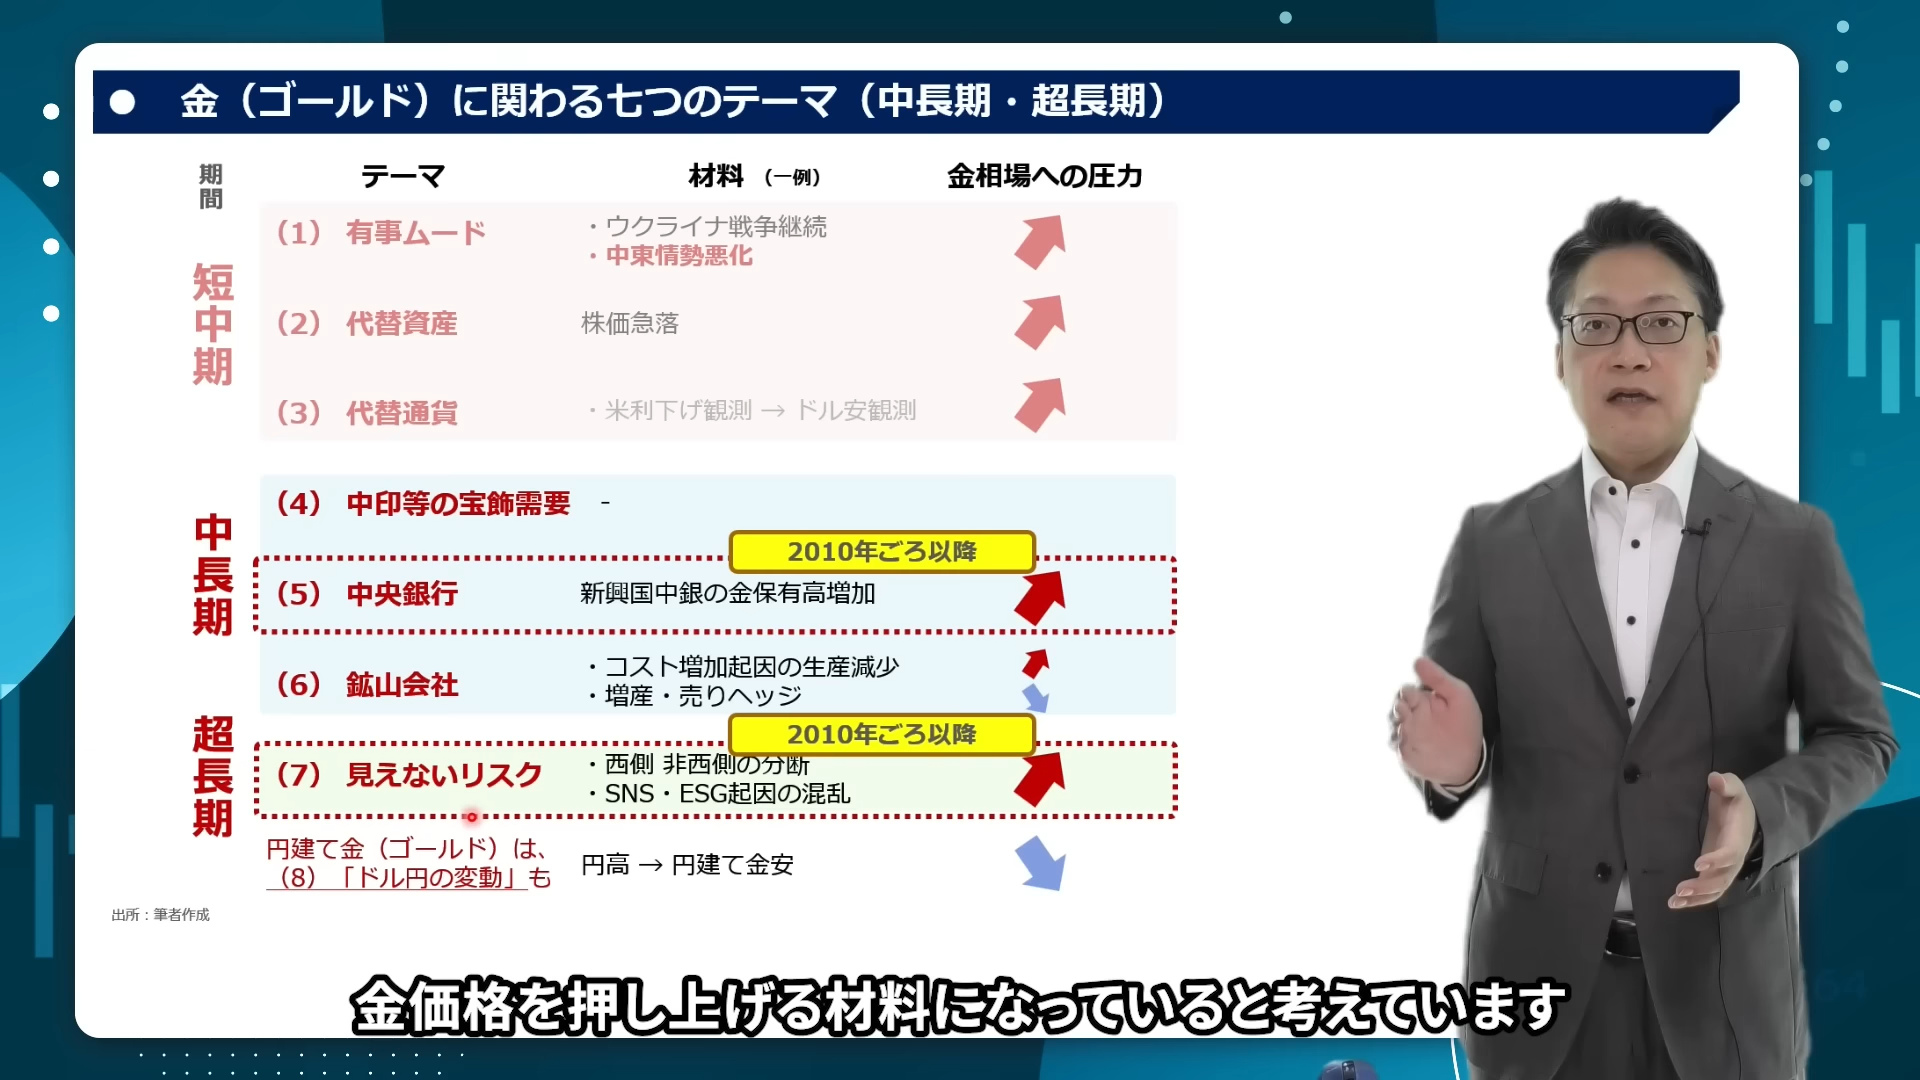 金（ゴールド）に関わる七つのテーマ（中長期・超長期）
期間
テーマ
材料（一例）
金相場への圧力
短中期
（1） 有事ムード
・ウクライナ戦争継続
・中東情勢悪化
（2） 代替資産
株価急落
（3） 代替通貨
・米利下げ観測 → ドル安観測
中長期
（4） 中印等の宝飾需要
-
2010年ごろ以降
（5） 中央銀行
新興国中銀の金保有高増加
（6） 鉱山会社
・コスト増加起因の生産減少
・増産・売りヘッジ
超長期
2010年ごろ以降
（7） 見えないリスク
・西側 非西側の分断
・SNS・ESG起因の混乱
円建て金（ゴールド）は、
（8）「ドル円の変動」も
円高 → 円建て金安
出所：筆者作成
金価格を押し上げる材料になっていると考えています